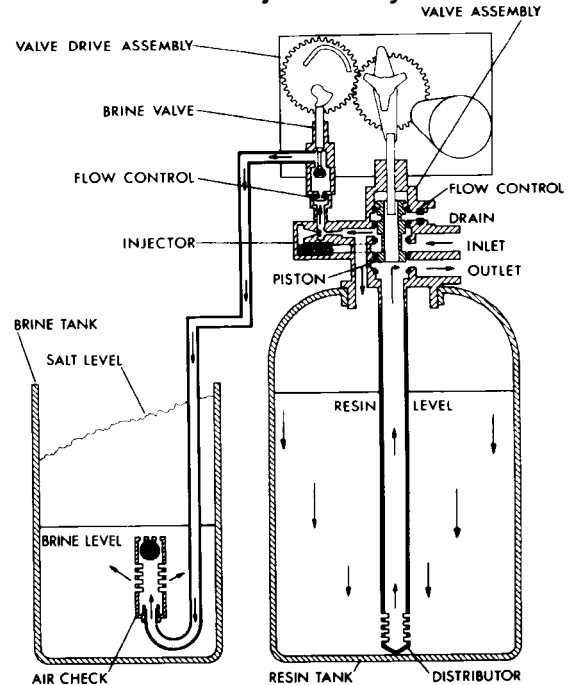 VALVE ASSEMBLY
VALVE DRIVE ASSEMBLY
BRINE VALVE
FLOW CONTROL
FLOW CONTROL
DRAIN
INLET
INJECTOR
OUTLET
PISTON
BRINE TANK
SALT LEVEL
RESIN LEVEL
BRINE LEVEL
AIR CHECK
RESIN TANK
DISTRIBUTOR